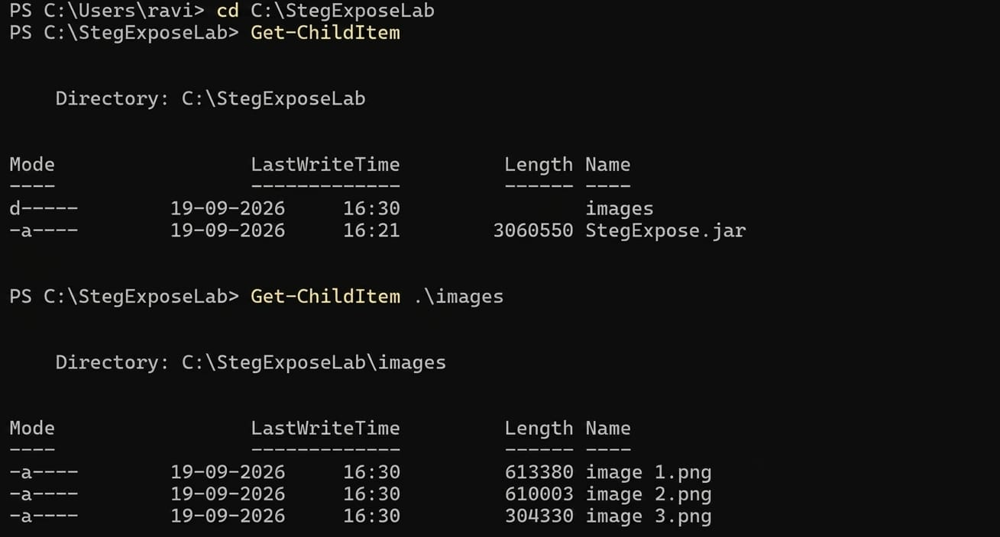 PS C:\Users\ravi> cd C:\StegExposeLab
PS C:\StegExposeLab> Get-ChildItem
    Directory: C:\StegExposeLab
Mode                 LastWriteTime         Length Name
----                 -------------         ------ ----
d-----        19-09-2026     16:30                images
-a----        19-09-2026     16:21        3060550 StegExpose.jar
PS C:\StegExposeLab> Get-ChildItem .\images
    Directory: C:\StegExposeLab\images
Mode                 LastWriteTime         Length Name
----                 -------------         ------ ----
-a----        19-09-2026     16:30         613380 image 1.png
-a----        19-09-2026     16:30         610003 image 2.png
-a----        19-09-2026     16:30         304330 image 3.png